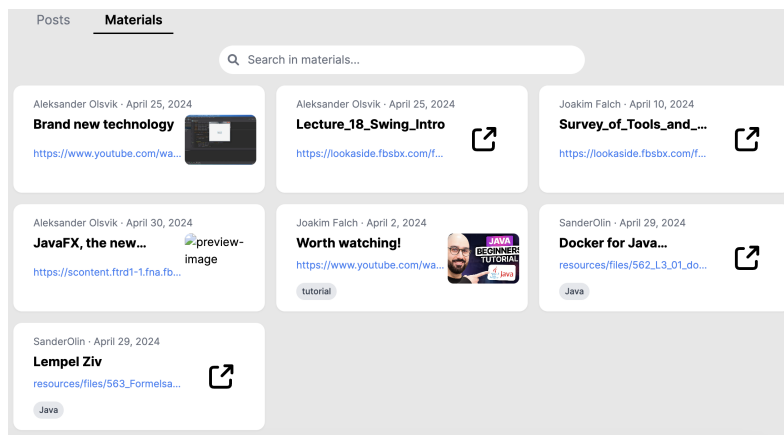 Posts
Materials
Search in materials...
Aleksander Olsvik · April 25, 2024
Brand new technology
https://www.youtube.com/wa...
Aleksander Olsvik · April 25, 2024
Lecture_18_Swing_Intro
https://lookaside.fbsbx.com/f...
Joakim Falch · April 10, 2024
Survey_of_Tools_and_...
https://lookaside.fbsbx.com/f...
Aleksander Olsvik · April 30, 2024
JavaFX, the new...
https://scontent.ftrd1-1.fna.fb...
preview-
image
Joakim Falch · April 2, 2024
Worth watching!
https://www.youtube.com/wa...
tutorial
JAVA
BEGINNERS
TUTORIAL
Java
SanderOlin · April 29, 2024
Docker for Java...
resources/files/562_L3_01_do...
Java
SanderOlin · April 29, 2024
Lempel Ziv
resources/files/563_Formelsa...
Java